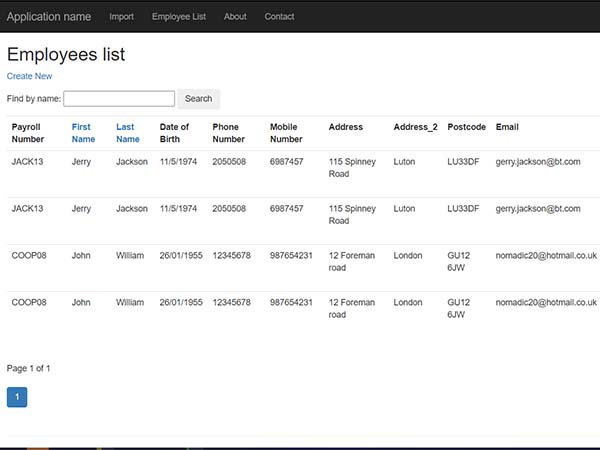 Application name Import Employee List About Contact
Employees list
Create New
Find by name: Search
Payroll Number First Name Last Name Date of Birth Phone Number Mobile Number Address Address_2 Postcode Email
JACK13 Jerry Jackson 11/5/1974 2050508 6987457 115 Spinney Road Luton LU33DF gerry.jackson@bt.com
JACK13 Jerry Jackson 11/5/1974 2050508 6987457 115 Spinney Road Luton LU33DF gerry.jackson@bt.com
COOP08 John William 26/01/1955 12345678 987654231 12 Foreman road London GU12 6JW nomadic20@hotmail.co.uk
COOP08 John William 26/01/1955 12345678 987654231 12 Foreman road London GU12 6JW nomadic20@hotmail.co.uk
Page 1 of 1
1